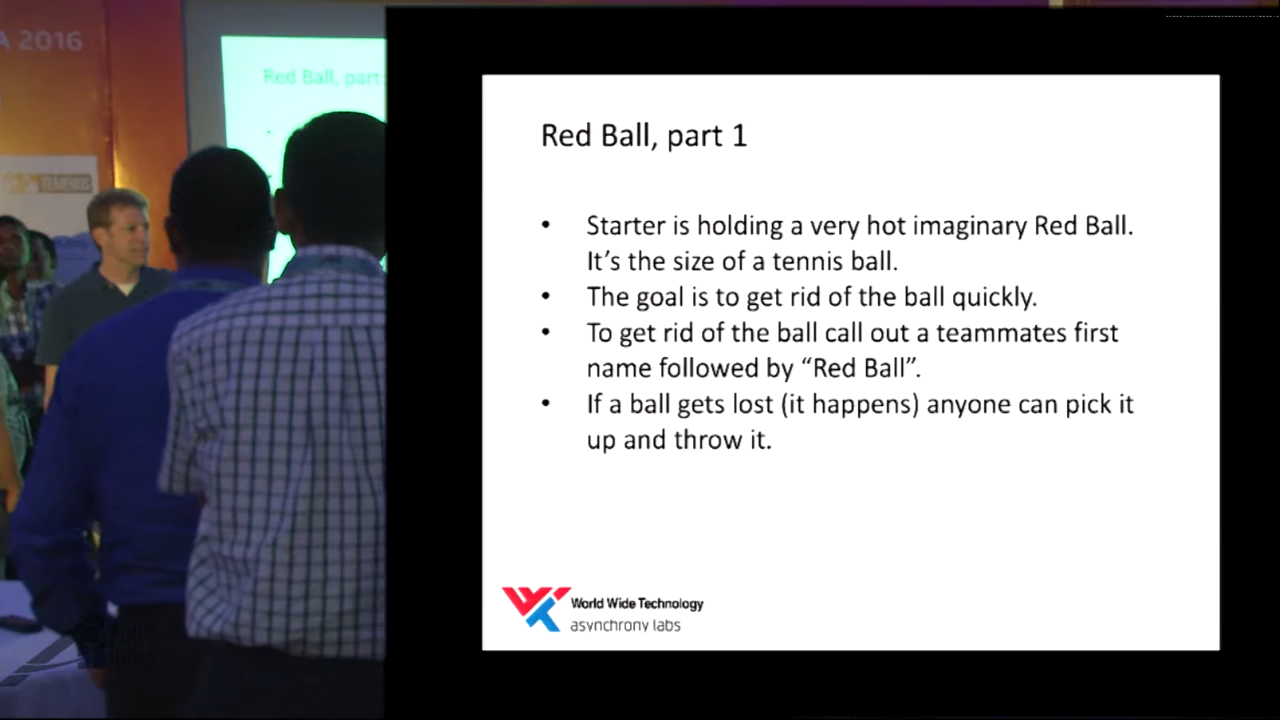 A 2016
Red Ball, part
Red Ball, part 1
• Starter is holding a very hot imaginary Red Ball.
It’s the size of a tennis ball.
• The goal is to get rid of the ball quickly.
• To get rid of the ball call out a teammates first
name followed by “Red Ball”.
• If a ball gets lost (it happens) anyone can pick it
up and throw it.
World Wide Technology
asynchrony labs